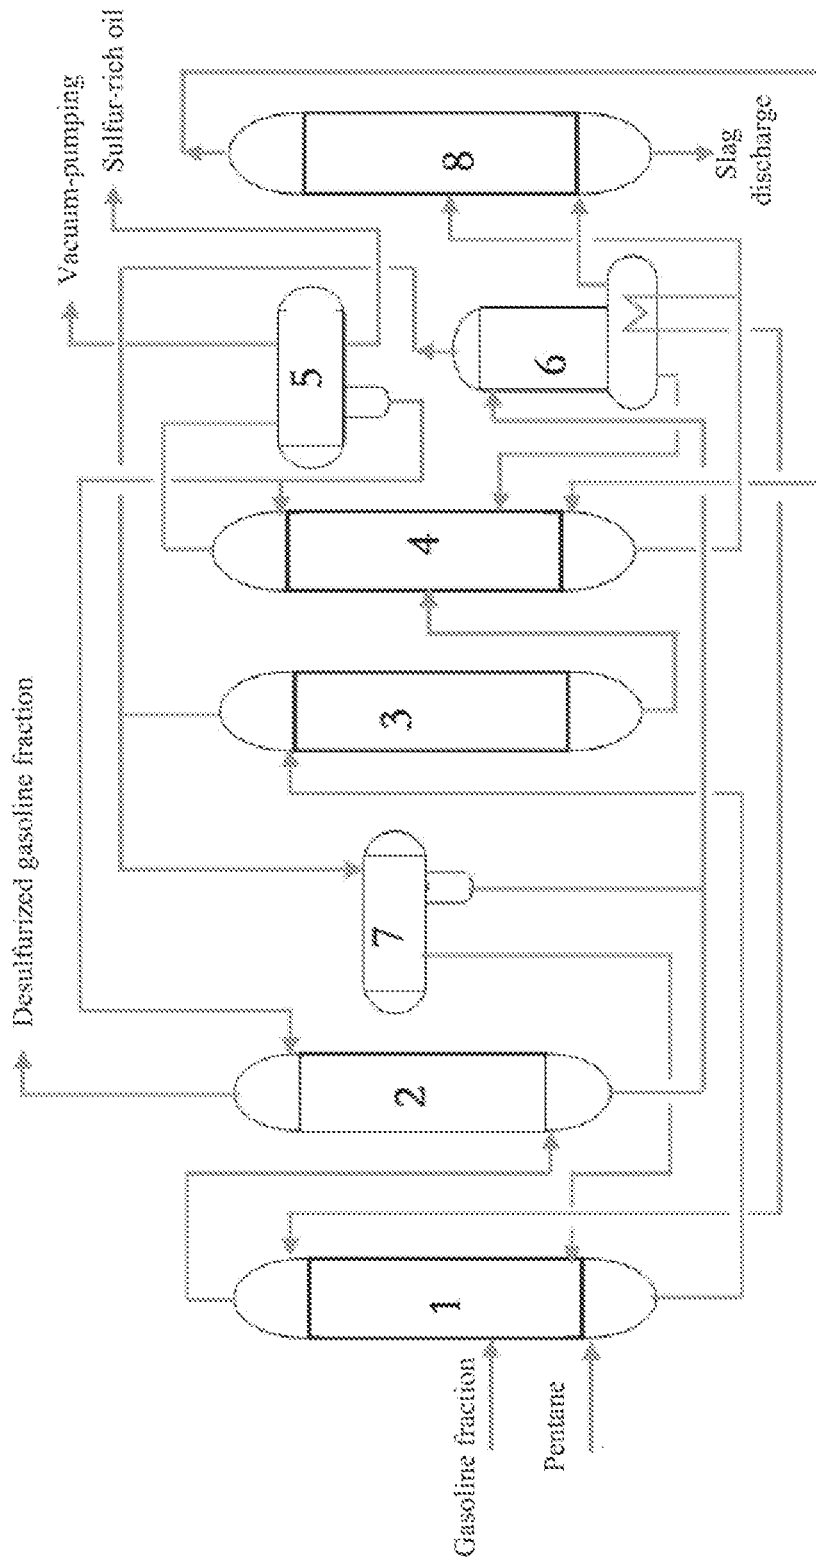 Desulfurized gasoline fraction
Vacuum-pumping
Sulfur-rich oil
5
7
2
1
3
4
6
8
Gasoline fraction
Pentane
Slag
discharge